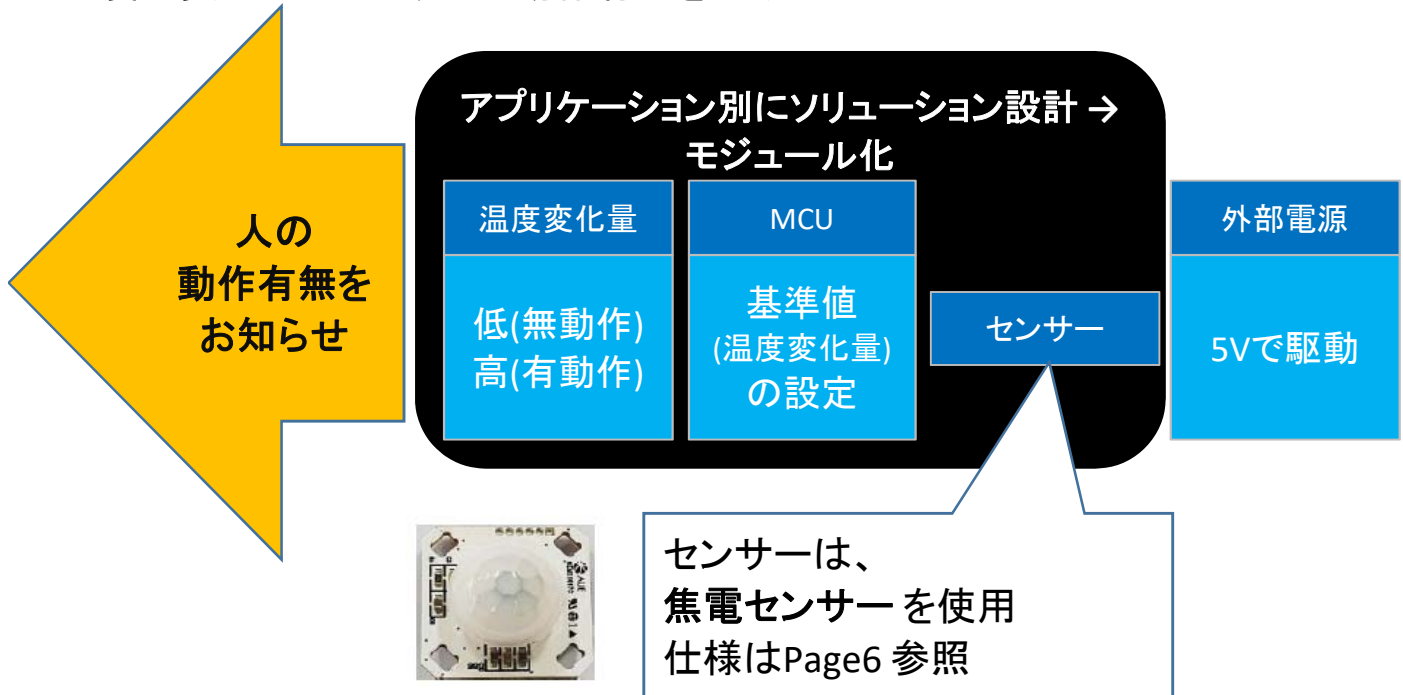 アプリケーション別にソリューション設計→
モジュール化
人の
動作有無を
お知らせ
温度変化量
低(無動作)
高(有動作)
MCU
基準値
(温度変化量)
の設定
センサー
外部電源
5Vで駆動
センサーは、
焦電センサーを使用
仕様はPage6 参照